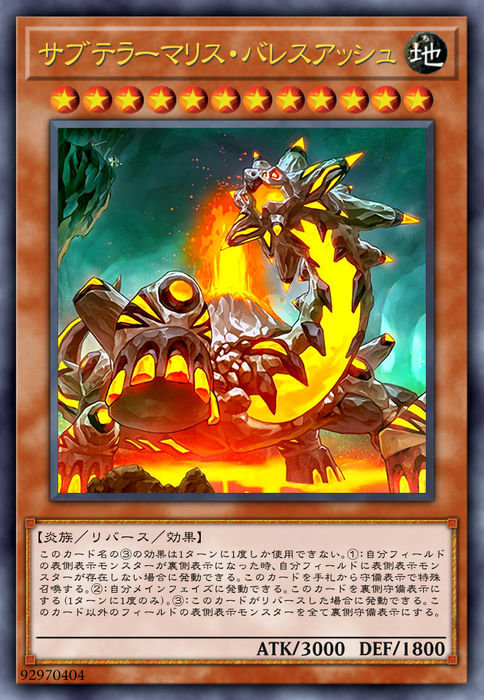 サブテラーマリス・バレスアッシュ
ち
地
【炎族／リバース／効果】
このカード名の③の効果は1ターンに1度しか使用できない。①：自分フィールド
の表側表示モンスターが裏側表示になった時、自分フィールドに表側表示モン
スターが存在しない場合に発動できる。このカードを手札から守備表示で特殊
召喚する。②：自分メインフェイズに発動できる。このカードを裏側守備表示に
する（1ターンに1度のみ）。③：このカードがリバースした場合に発動できる。こ
のカード以外のフィールドの表側表示モンスターを全て裏側守備表示にする。
ATK/3000 DEF/1800
92970404